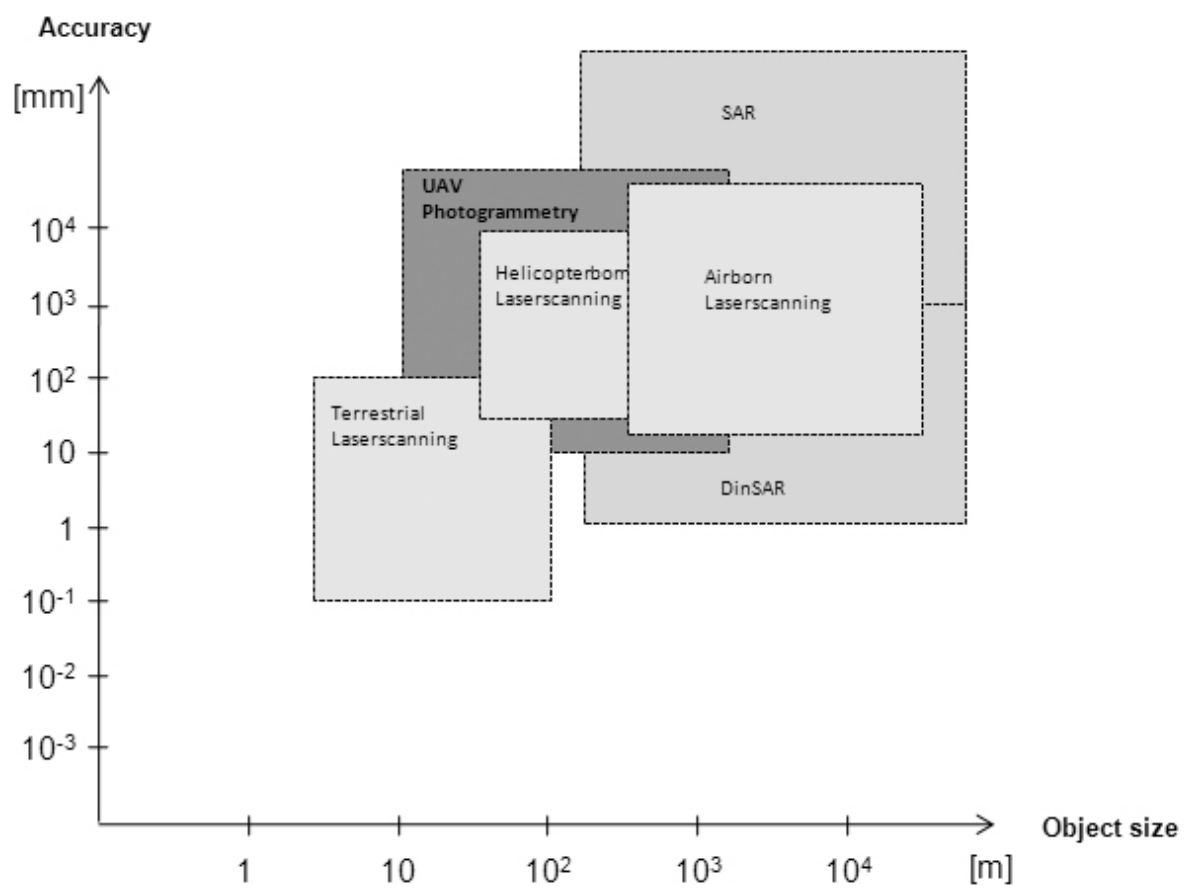 Accuracy
[mm]
SAR
UAV
Photogrammetry
10⁴
Helicopterborn
Laserscanning
Airborn
Laserscanning
10³
10²
Terrestrial
Laserscanning
10
DinSAR
1
10⁻¹
10⁻²
10⁻³
Object size
1
10
10²
10³
10⁴
[m]